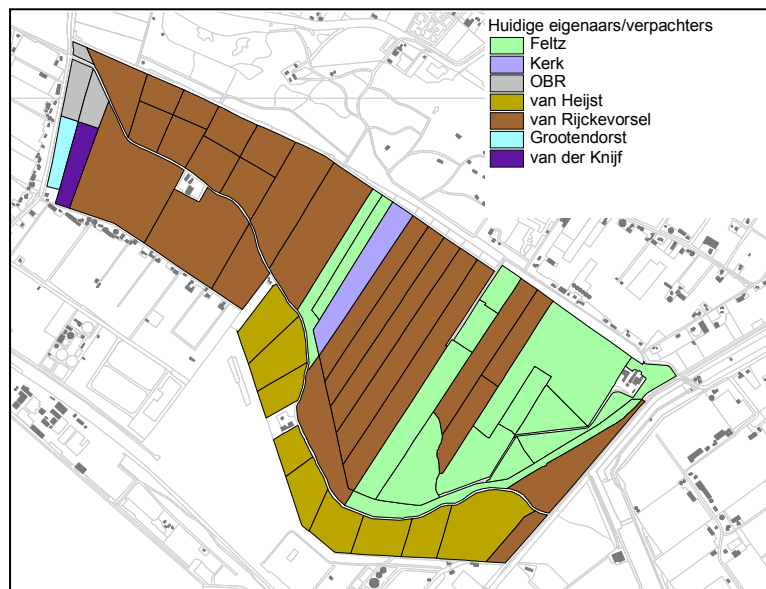 Huidige eigenaars/verpachters
Feltz
Kerk
OBR
van Heijst
van Rijckevorsel
Grootendorst
van der Knijf